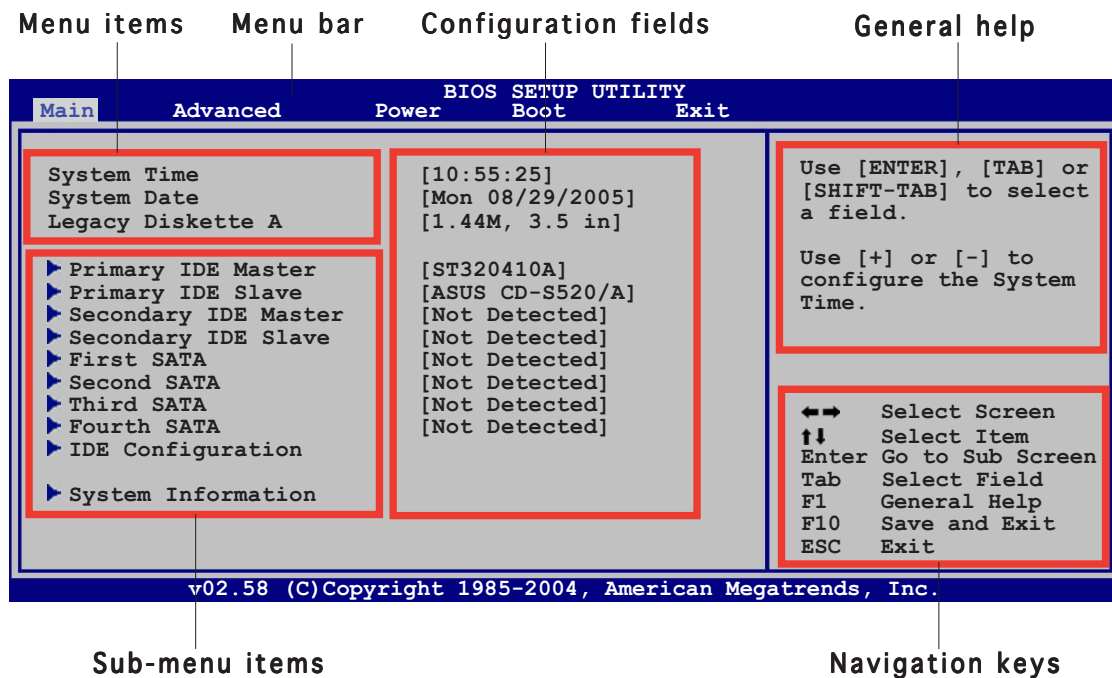 Menu items Menu bar Configuration fields General help
BIOS SETUP UTILITY
Main Advanced Power Boot Exit
System Time [10:55:25]
System Date [Mon 08/29/2005]
Legacy Diskette A [1.44M, 3.5 in]
Primary IDE Master [ST320410A]
Primary IDE Slave [ASUS CD-S520/A]
Secondary IDE Master [Not Detected]
Secondary IDE Slave [Not Detected]
First SATA [Not Detected]
Second SATA [Not Detected]
Third SATA [Not Detected]
Fourth SATA [Not Detected]
IDE Configuration
System Information
Use [ENTER], [TAB] or
[SHIFT-TAB] to select
a field.
Use [+] or [-] to
configure the System
Time.
←→ Select Screen
↑↓ Select Item
Enter Go to Sub Screen
Tab Select Field
F1 General Help
F10 Save and Exit
ESC Exit
v02.58 (C)Copyright 1985-2004, American Megatrends, Inc.
Sub-menu items Navigation keys